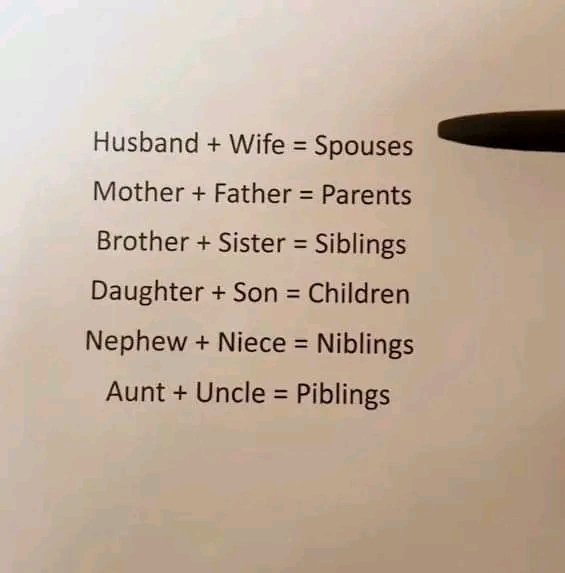 Husband + Wife = Spouses
Mother + Father = Parents
Brother + Sister = Siblings
Daughter + Son = Children
Nephew + Niece = Niblings
Aunt + Uncle = Piblings